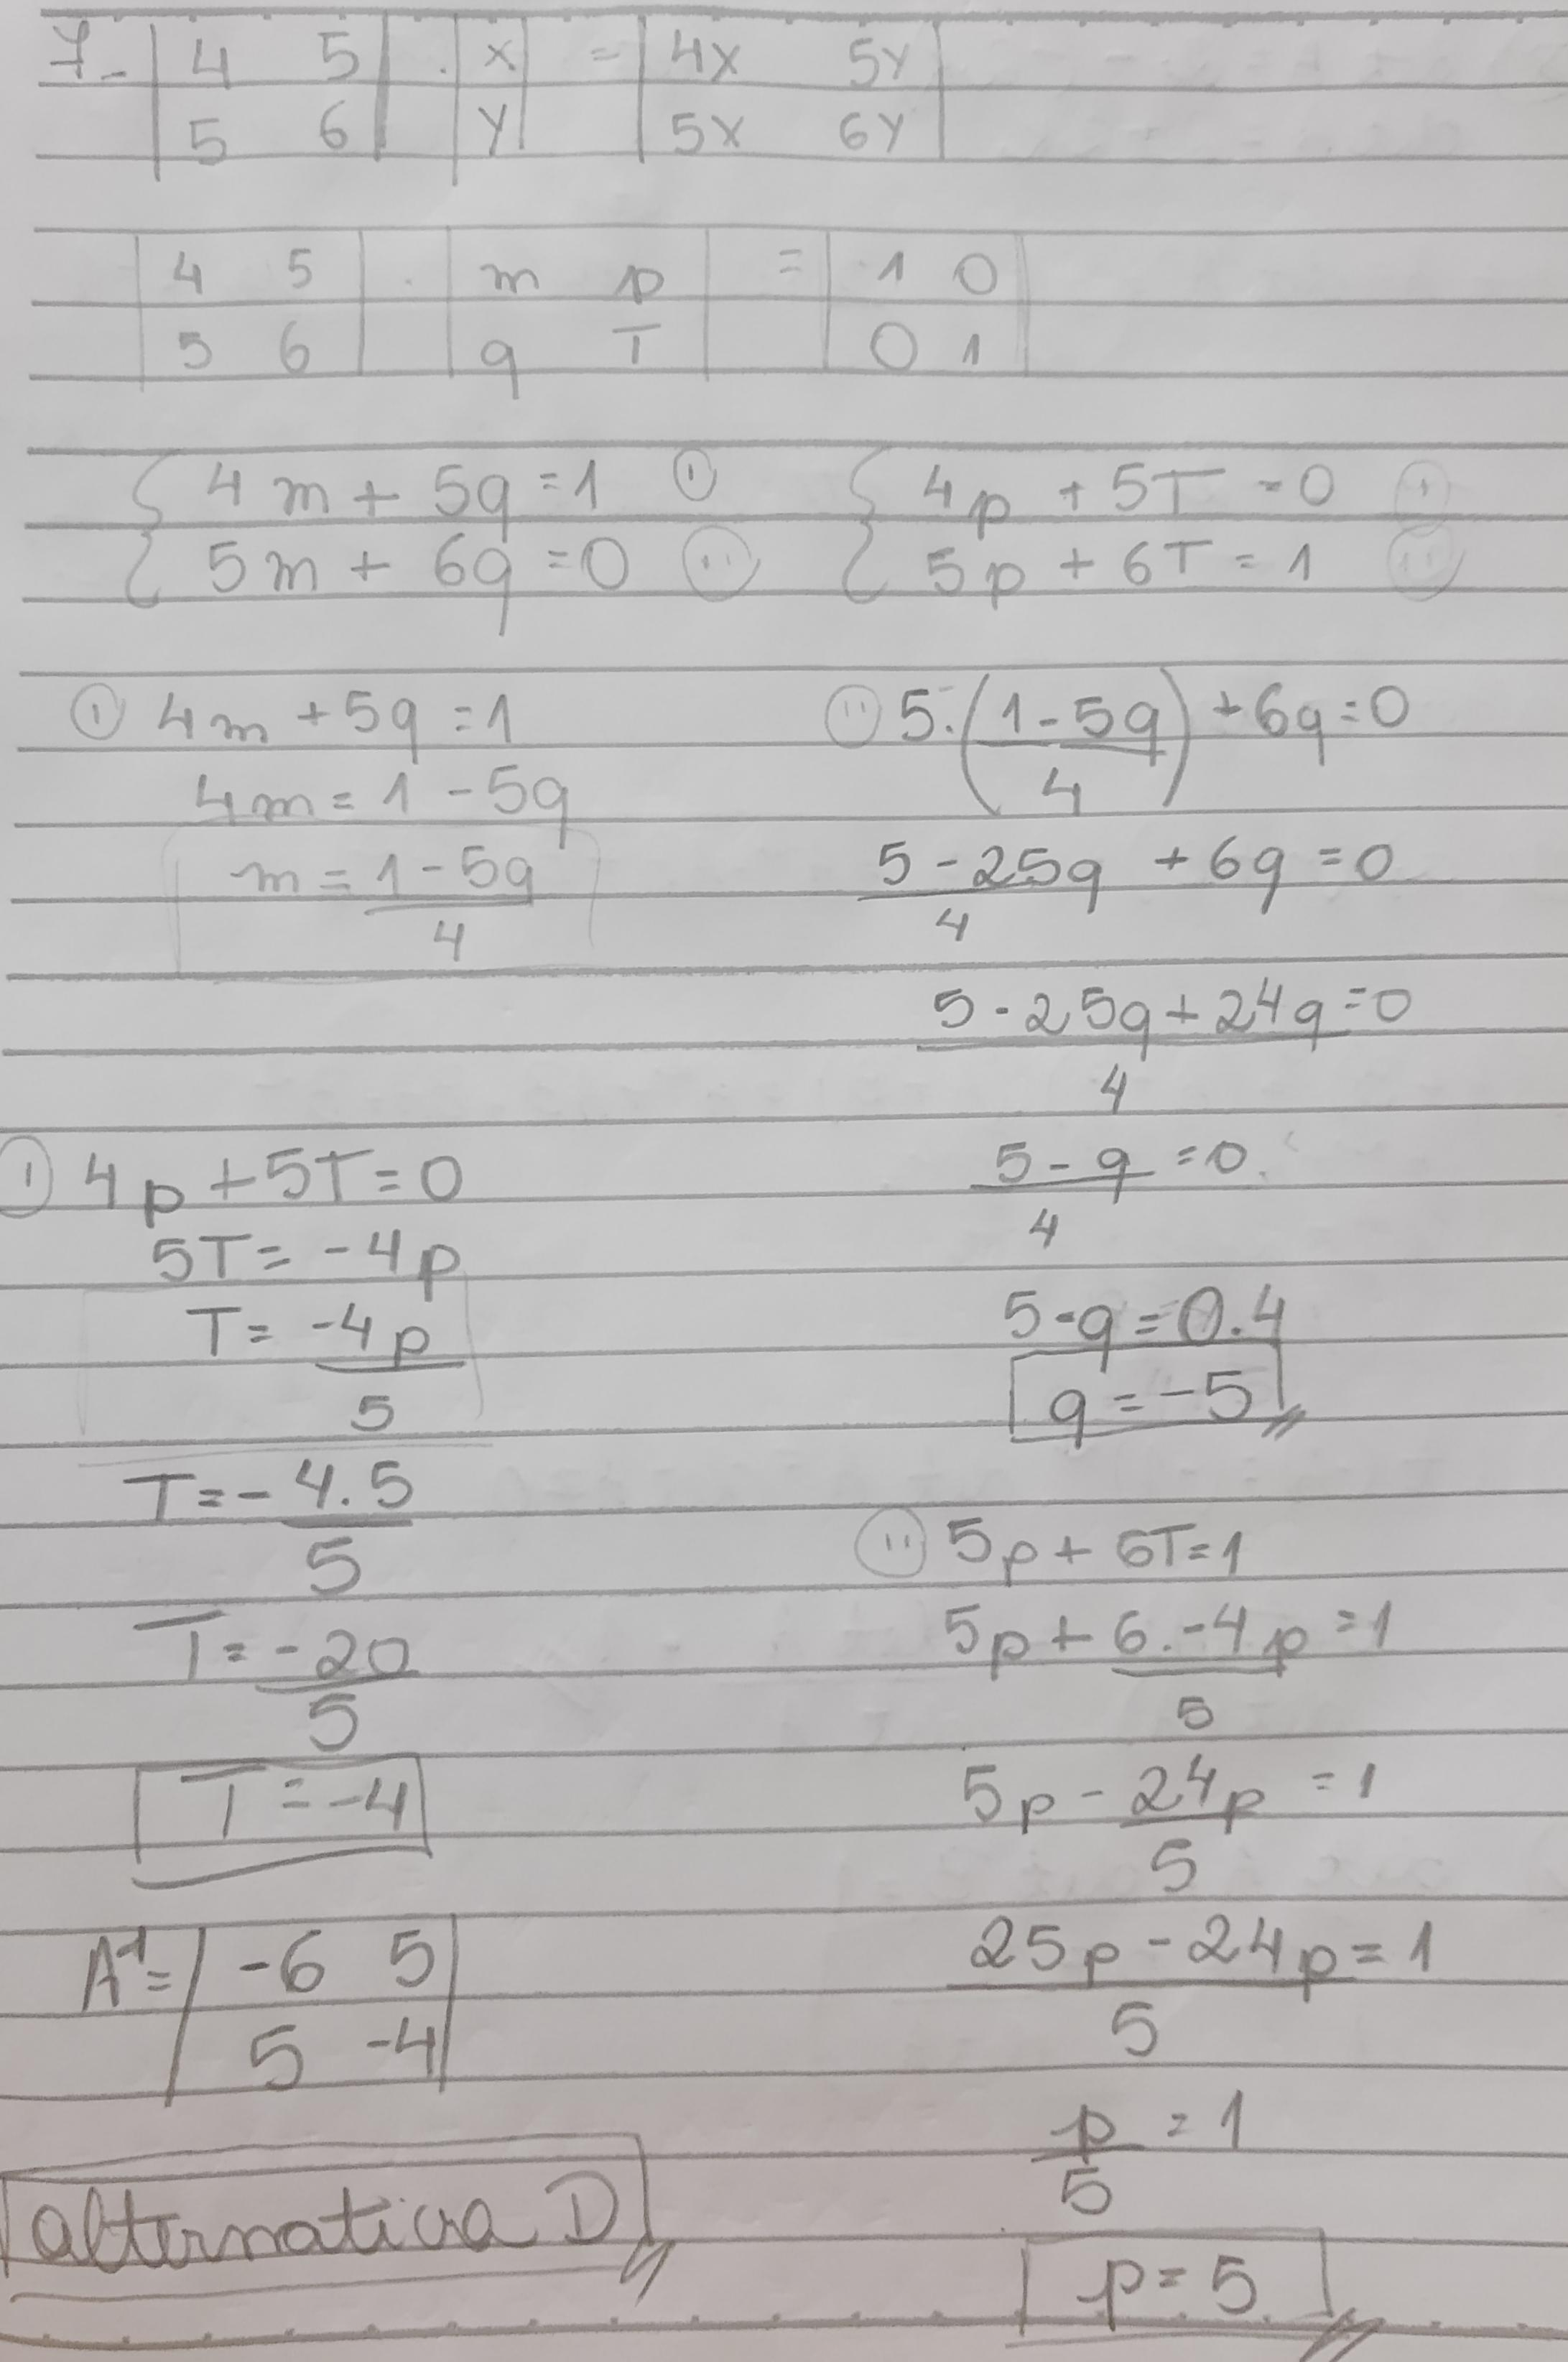 7- | 4 5 | . | x | = | 4x 5y |
| 5 6 | | y | | 5x 6y |
| 4 5 | . | m p | = | 1 0 |
| 5 6 | | q T | | 0 1 |
{ 4m + 5q = 1 (I) { 4p + 5T = 0 (I)
{ 5m + 6q = 0 (II) { 5p + 6T = 1 (II)
(I) 4m + 5q = 1
4m = 1 - 5q
m = 1 - 5q
4
(II) 5.(1 - 5q) + 6q = 0
4
5 - 25q + 6q = 0
4
5 - 25q + 24q = 0
4
5 - q = 0
4
5 - q = 0.4
q = -5
(I) 4p + 5T = 0
5T = -4p
T = -4p
5
T = - 4.5
5
T = -20
5
T = -4
(II) 5p + 6T = 1
5p + 6.-4p = 1
5
5p - 24p = 1
5
25p - 24p = 1
5
p = 1
5
p = 5
A⁻¹ = | -6 5 |
| 5 -4 |
alternativa D